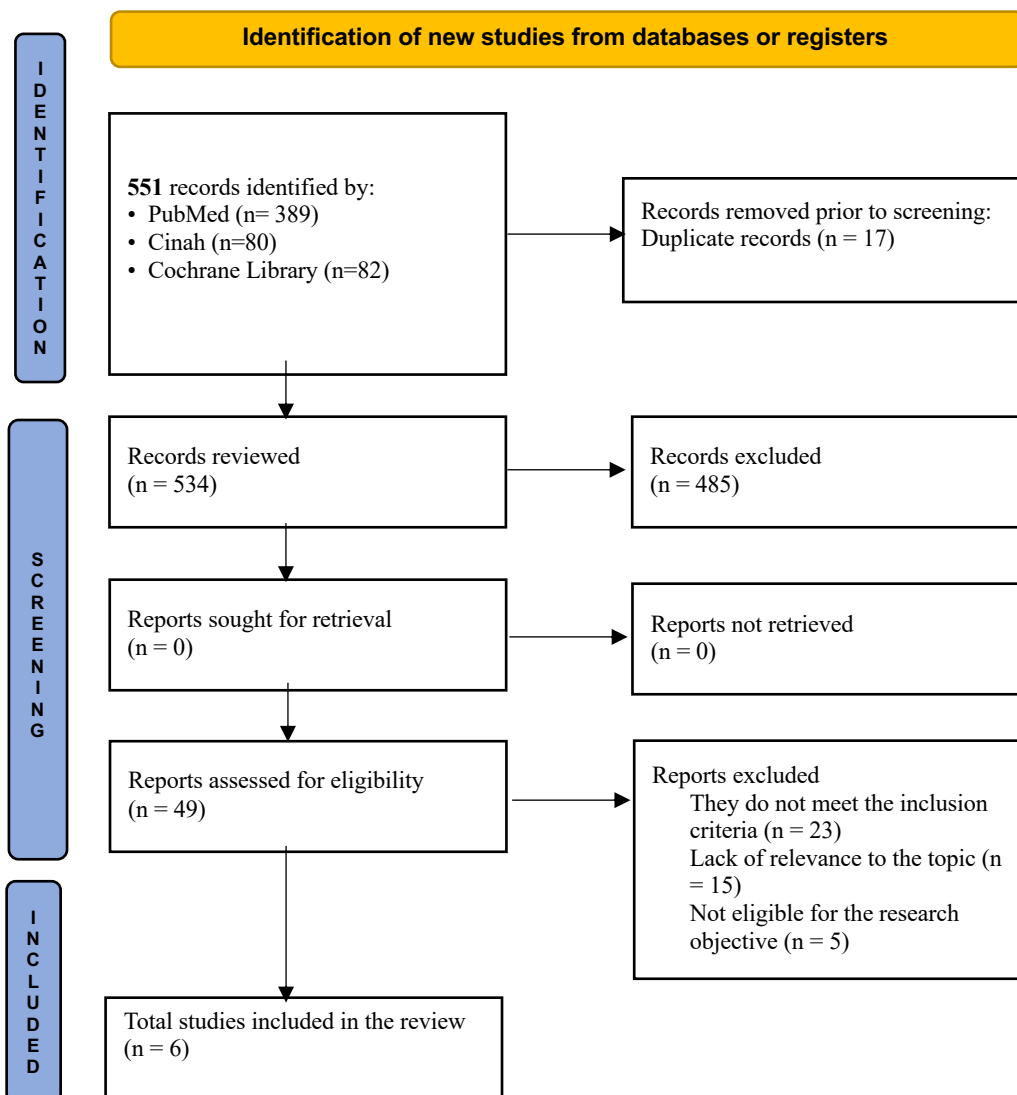 Identification of new studies from databases or registers
IDENTIFICATION
551 records identified by:
• PubMed (n= 389)
• Cinah (n=80)
• Cochrane Library (n=82)
Records removed prior to screening:
Duplicate records (n = 17)
SCREENING
Records reviewed
(n = 534)
Records excluded
(n = 485)
Reports sought for retrieval
(n = 0)
Reports not retrieved
(n = 0)
Reports assessed for eligibility
(n = 49)
Reports excluded
They do not meet the inclusion
criteria (n = 23)
Lack of relevance to the topic (n
= 15)
Not eligible for the research
objective (n = 5)
INCLUDED
Total studies included in the review
(n = 6)